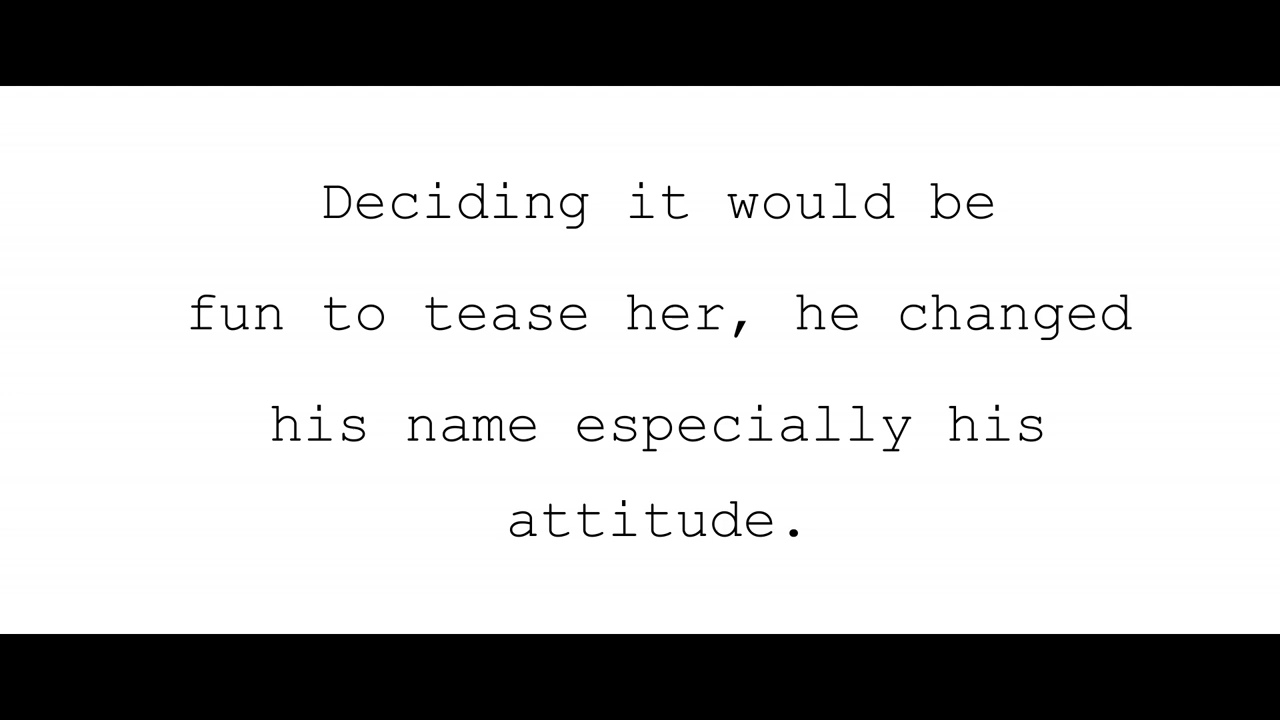 Deciding it would be
fun to tease her, he changed
his name especially his
attitude.